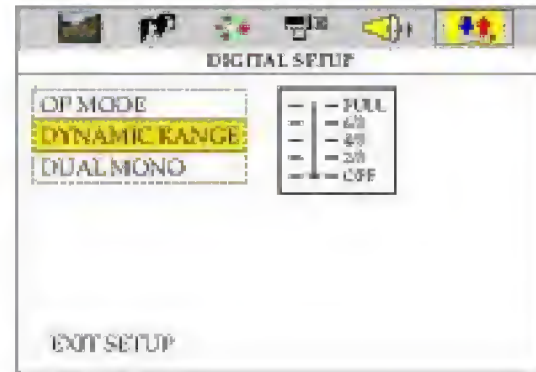 DIGITAL SETUP
OP MODE
DYNAMIC RANGE
DUAL MONO
FULL
6/8
4/8
2/8
OFF
EXIT SETUP